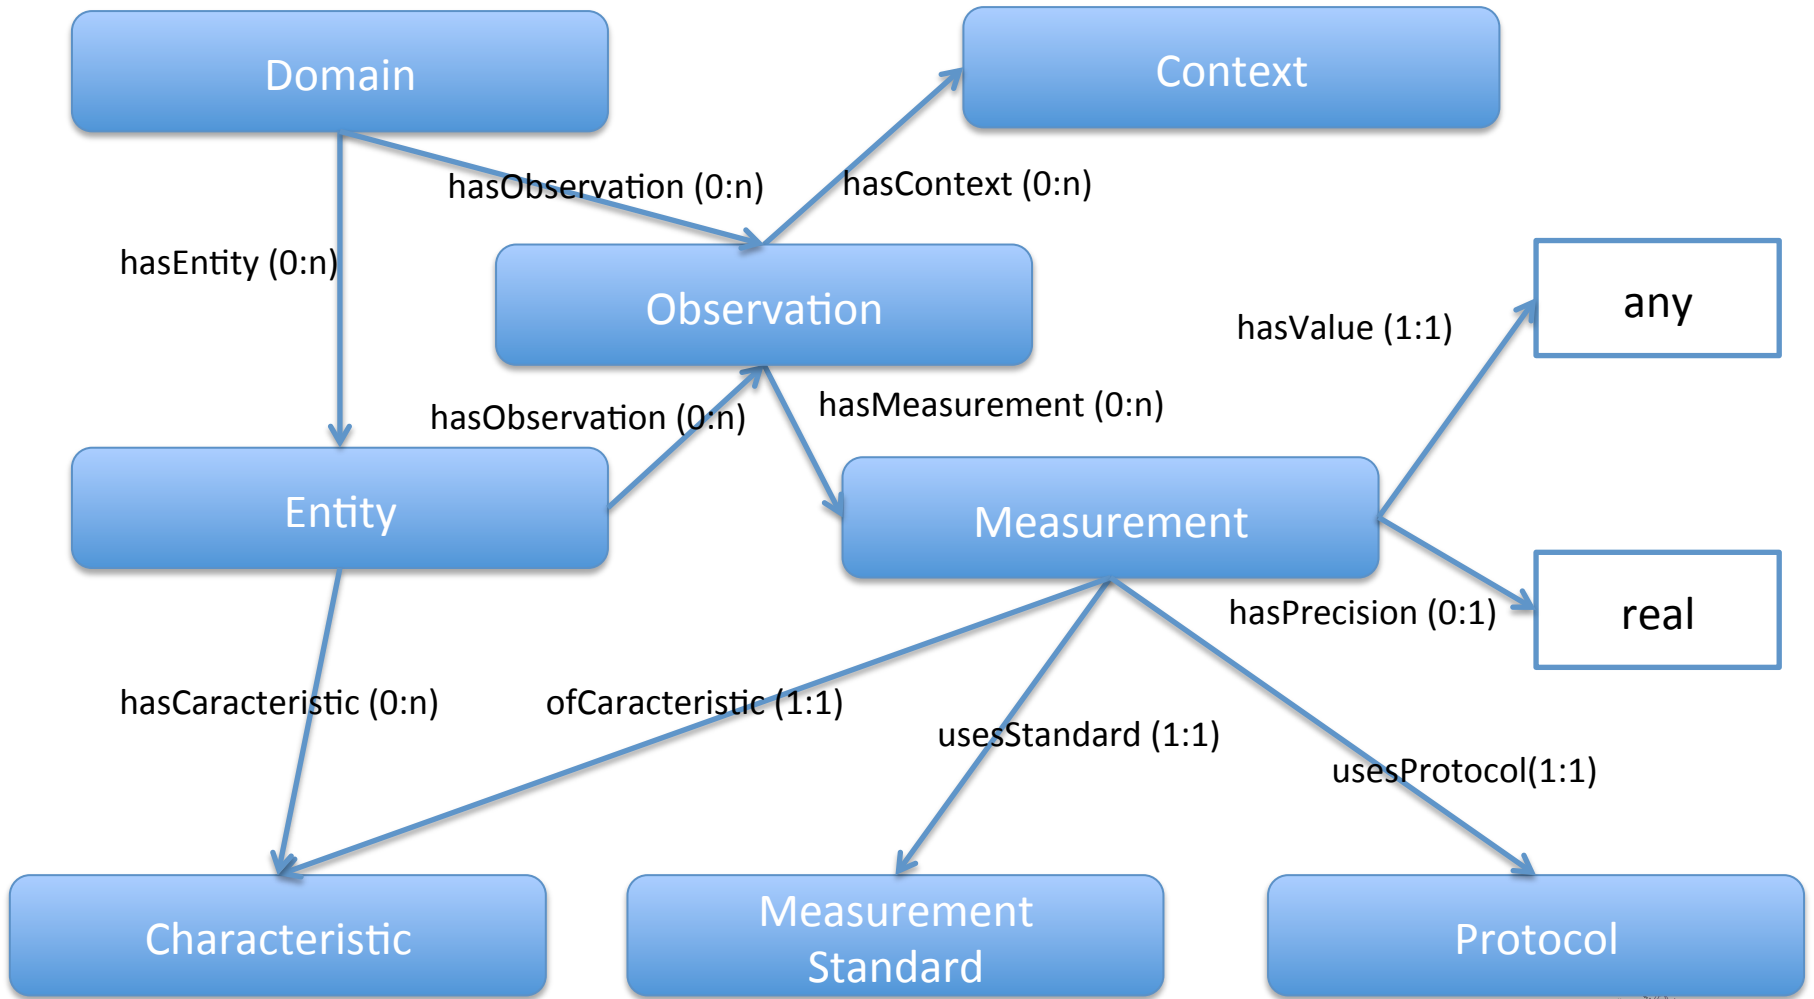 Domain
Context
hasObservation (0:n)
hasContext (0:n)
hasEntity (0:n)
Observation
any
hasValue (1:1)
hasObservation (0:n)
hasMeasurement (0:n)
Entity
Measurement
hasPrecision (0:1)
real
hasCaracteristic (0:n)
ofCaracteristic (1:1)
usesStandard (1:1)
usesProtocol(1:1)
Characteristic
Measurement
Standard
Protocol